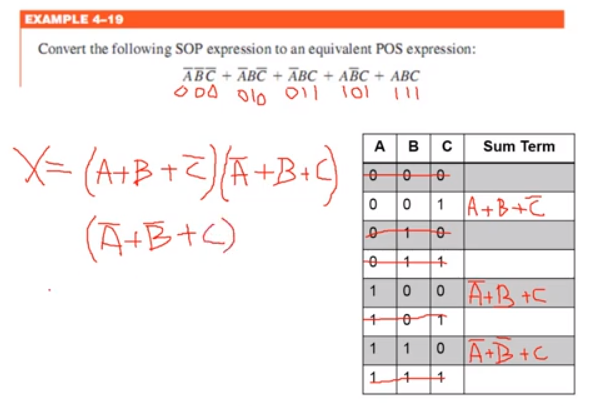 EXAMPLE 4–19
Convert the following SOP expression to an equivalent POS expression:
A̅B̅C̅ + A̅BC̅ + A̅BC + AB̅C + ABC
000 010 011 101 111
X= (A+B+C̅)(A̅+B+C)
(A̅+B̅+C)
A B C Sum Term
0 0 0
0 0 1 A+B+C̅
0 1 0
0 1 1
1 0 0 A̅+B+C
1 0 1
1 1 0 A̅+B̅+C
1 1 1